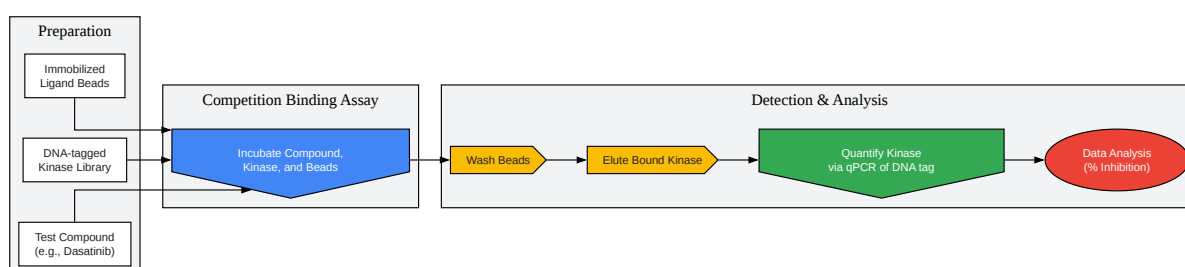 Preparation
Immobilized
Ligand Beads
DNA-tagged
Kinase Library
Test Compound
(e.g., Dasatinib)
Competition Binding Assay
Incubate Compound,
Kinase, and Beads
Detection & Analysis
Wash Beads
Elute Bound Kinase
Quantify Kinase
via qPCR of DNA tag
Data Analysis
(% Inhibition)